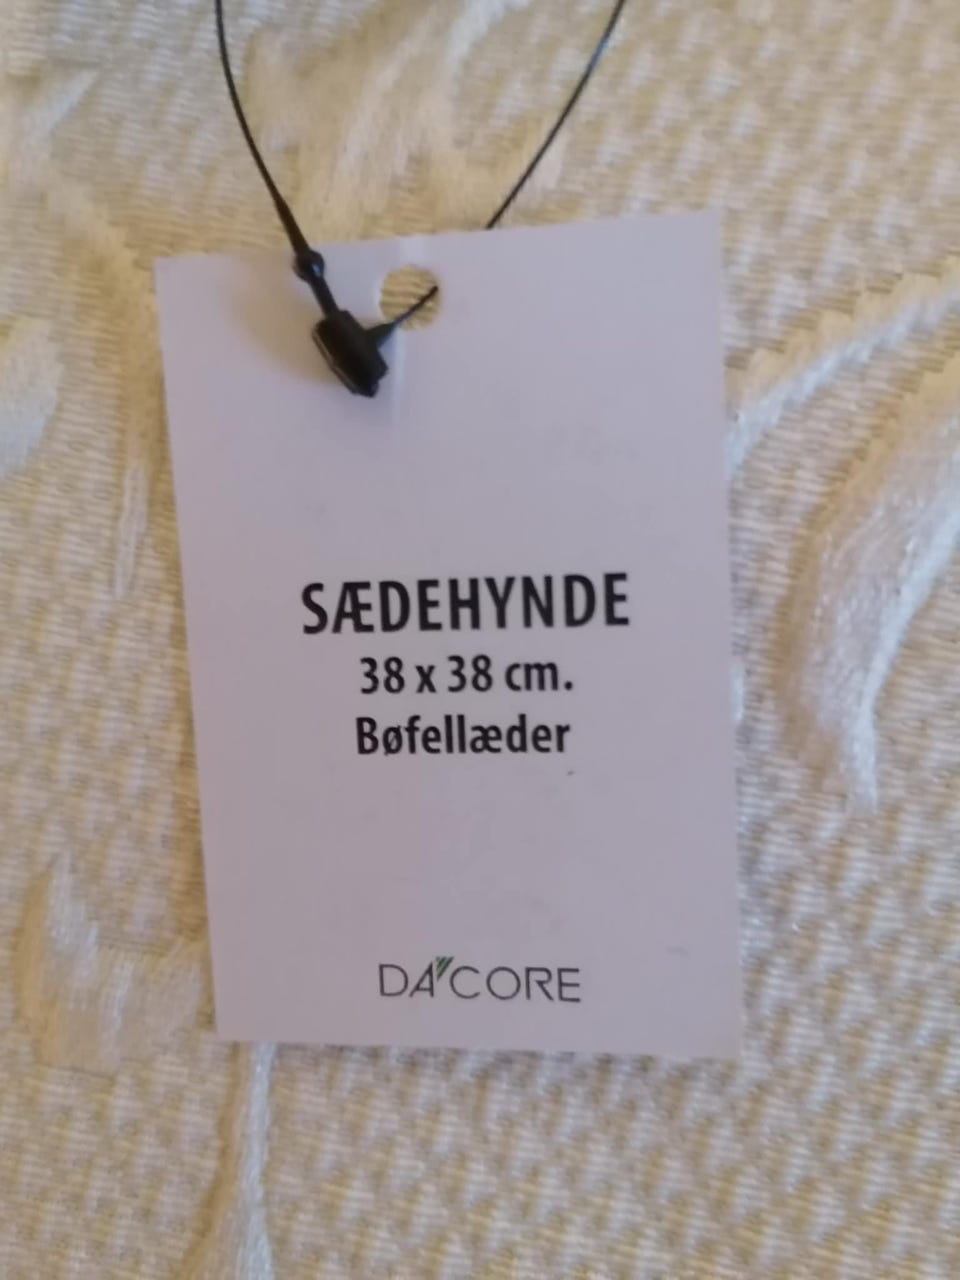 SÆDEHYNDE
38 x 38 cm.
Bøfellæder
DA'CORE